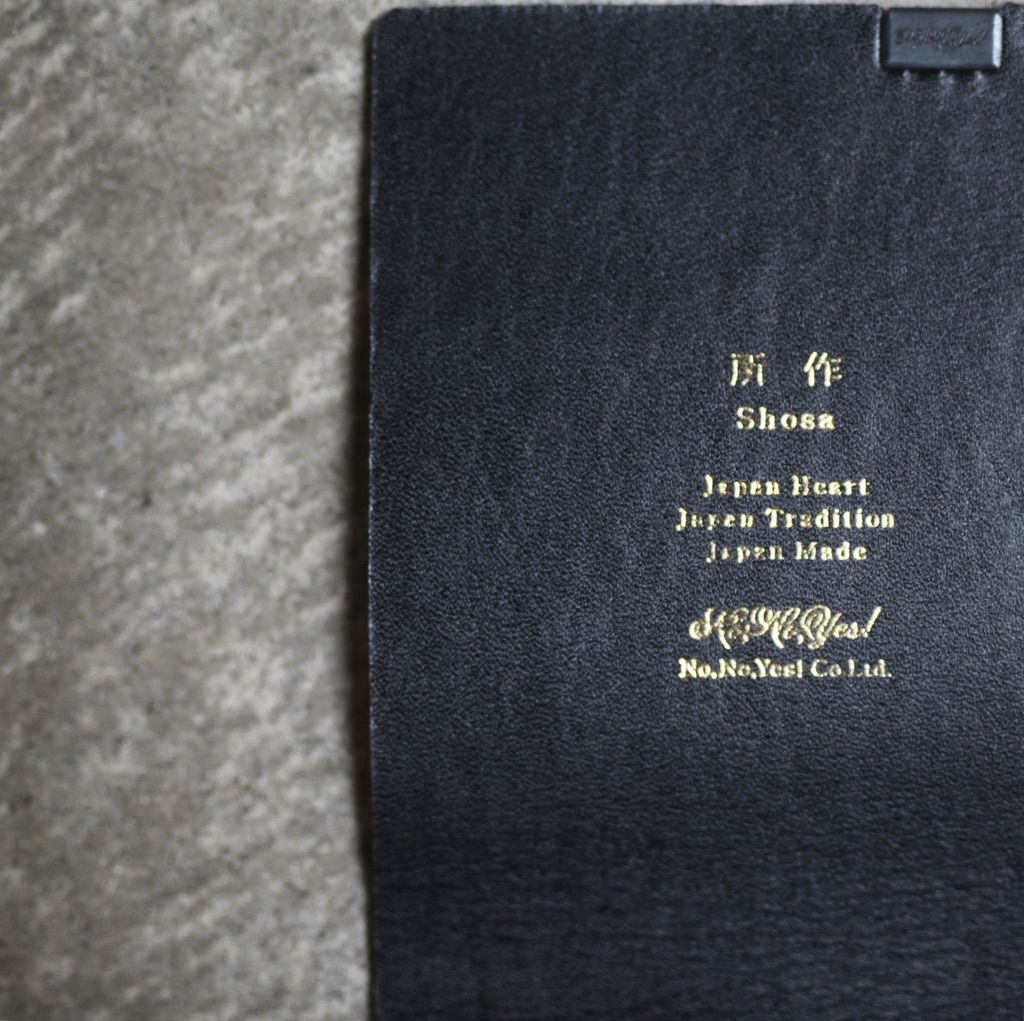 所作
Shosa
Japan Heart
Japan Tradition
Japan Made
No,No,Yes!
No,No,Yes! Co Ltd.